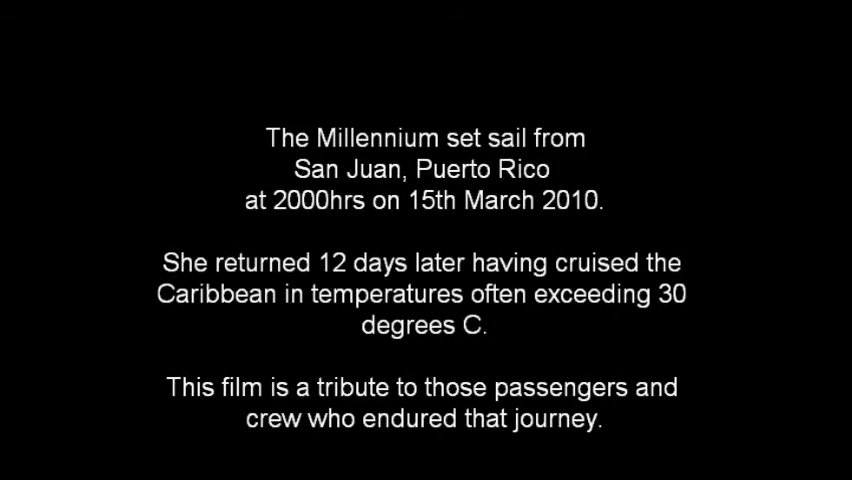 The Millennium set sail from
San Juan, Puerto Rico
at 2000hrs on 15th March 2010.
She returned 12 days later having cruised the
Caribbean in temperatures often exceeding 30
degrees C.
This film is a tribute to those passengers and
crew who endured that journey.